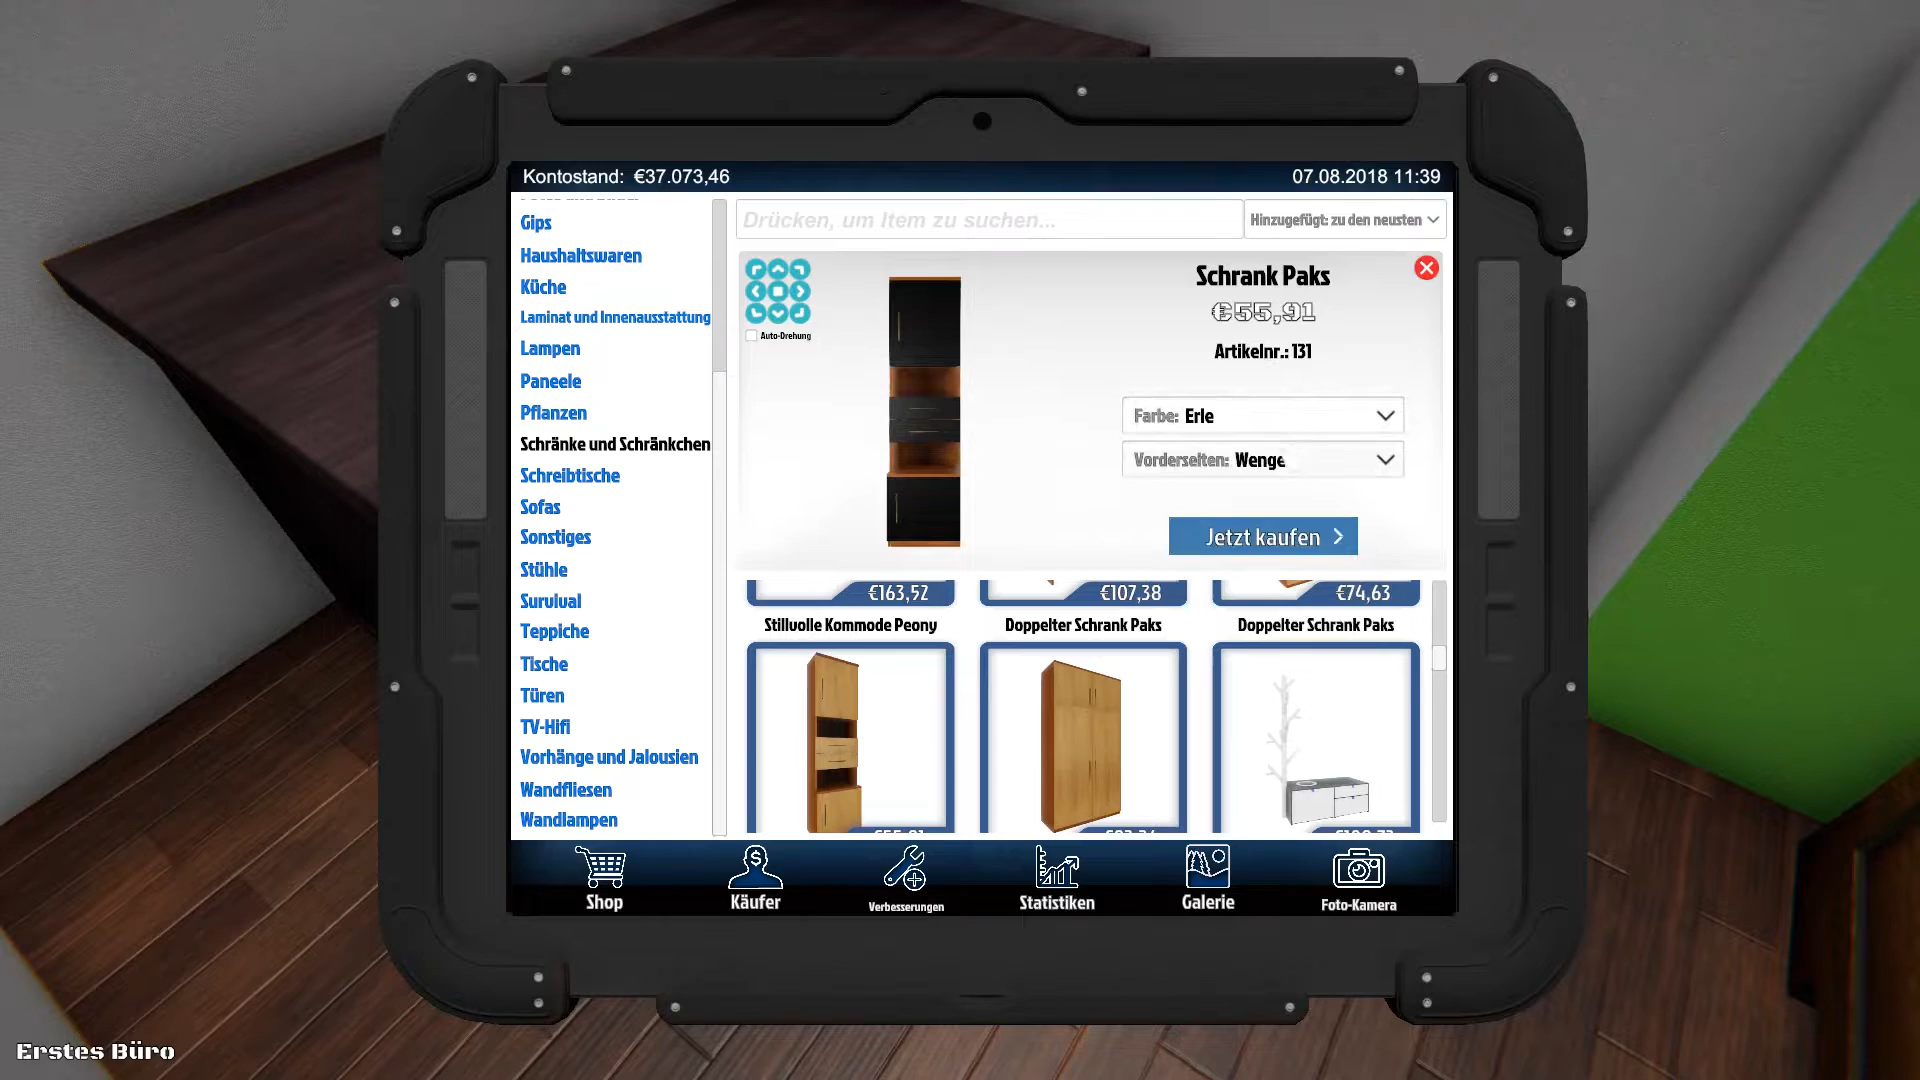 Kontostand: €37.073,46
07.08.2018 11:39
Gips
Haushaltswaren
Küche
Laminat und Innenausstattung
Lampen
Paneele
Pflanzen
Schränke und Schränkchen
Schreibtische
Sofas
Sonstiges
Stühle
Survival
Teppiche
Tische
Türen
TV-Hifi
Vorhänge und Jalousien
Wandfliesen
Wandlampen
Drücken, um Item zu suchen...
Hinzugefügt: zu den neusten
Auto-Drehung
Schrank Paks
€55,91
Artikelnr.: 131
Farbe: Erle
Vorderseiten: Wenge
Jetzt kaufen
€163,52
€107,38
€74,63
Stillvolle Kommode Peony
Doppelter Schrank Paks
Doppelter Schrank Paks
Shop
Käufer
Verbesserungen
Statistiken
Galerie
Foto-Kamera
Erstes Büro